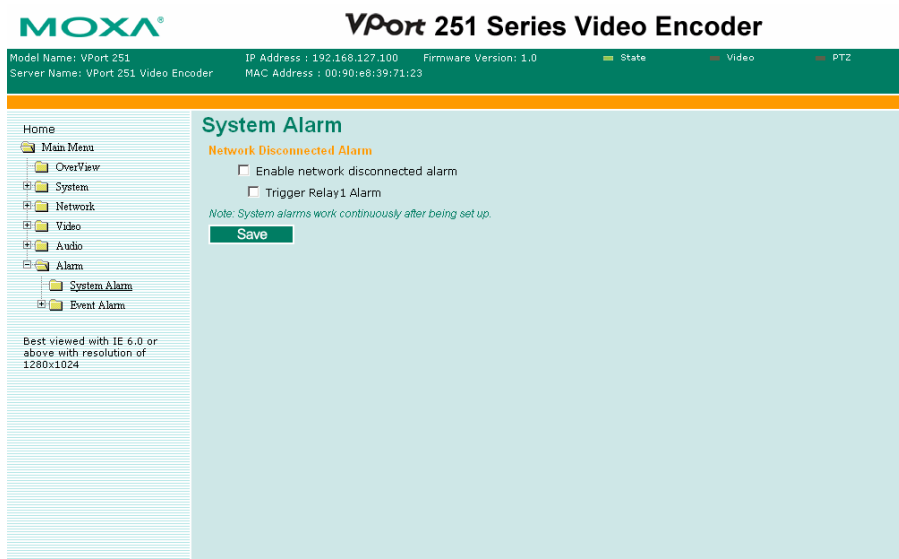 MOXA®
VPort 251 Series Video Encoder
Model Name: VPort 251
IP Address : 192.168.127.100
Firmware Version: 1.0
State
Video
PTZ
Server Name: VPort 251 Video Encoder
MAC Address : 00:90:e8:39:71:23
Home
Main Menu
OverView
System
Network
Video
Audio
Alarm
System Alarm
Event Alarm
Best viewed with IE 6.0 or
above with resolution of
1280x1024
System Alarm
Network Disconnected Alarm
Enable network disconnected alarm
Trigger Relay1 Alarm
Note: System alarms work continuously after being set up.
Save